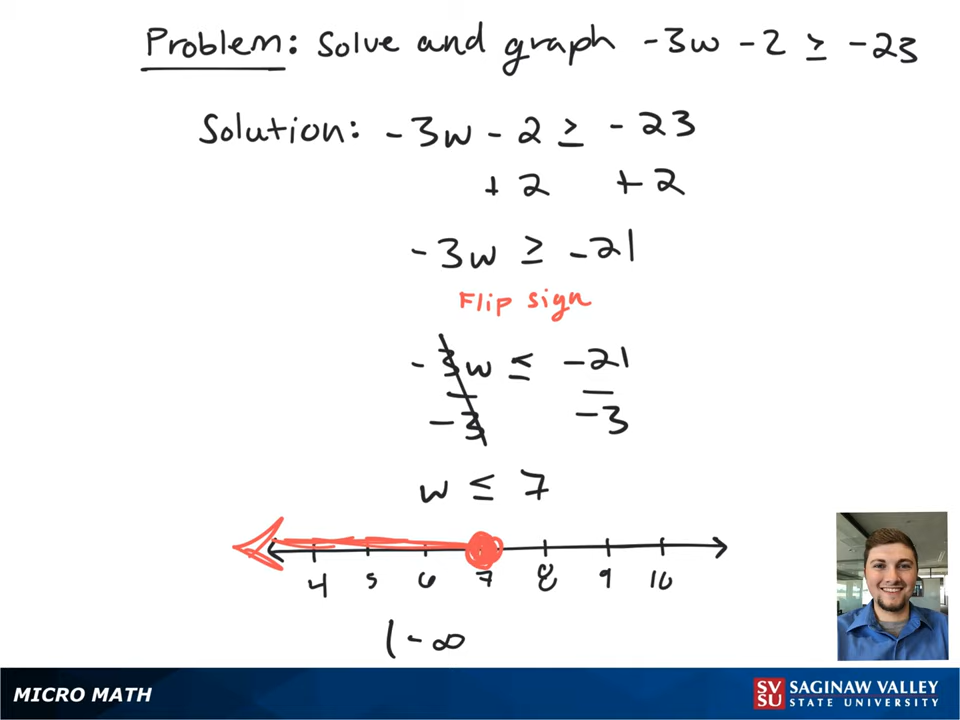 Problem: Solve and graph -3w - 2 ≥ -23
Solution: -3w - 2 ≥ -23
+ 2 + 2
-3w ≥ -21
Flip sign
-3w ≤ -21
-3 -3
w ≤ 7
4 5 6 7 8 9 10
(-∞
MICRO MATH
SV SU SAGINAW VALLEY
STATE UNIVERSITY